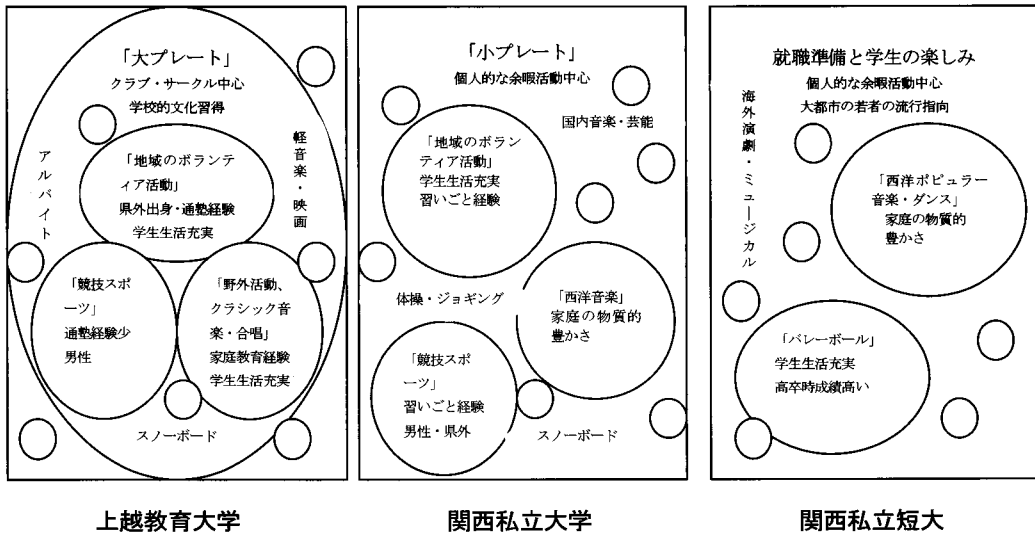 「大プレート」
クラブ・サークル中心
学校的文化習得
アルバイト
軽音楽・映画
「地域のボランテ
ィア活動」
県外出身・通塾経験
学生生活充実
「競技スポ
ーツ」
通塾経験少
男性
「野外活動、
クラシック音
楽・合唱」
家庭教育経験
学生生活充実
スノーボード
上越教育大学
「小プレート」
個人的な余暇活動中心
国内音楽・芸能
「地域のボラン
ティア活動」
学生生活充実
習いごと経験
体操・ジョギング
「西洋音楽」
家庭の物質的
豊かさ
「競技スポ
ーツ」
習いごと経験
男性・県外
スノーボード
関西私立大学
就職準備と学生の楽しみ
個人的な余暇活動中心
大都市の若者の流行指向
海外演劇・ミュージカル
「西洋ポピュラー
音楽・ダンス」
家庭の物質的
豊かさ
「バレーボール」
学生生活充実
高卒時成績高い
関西私立短大